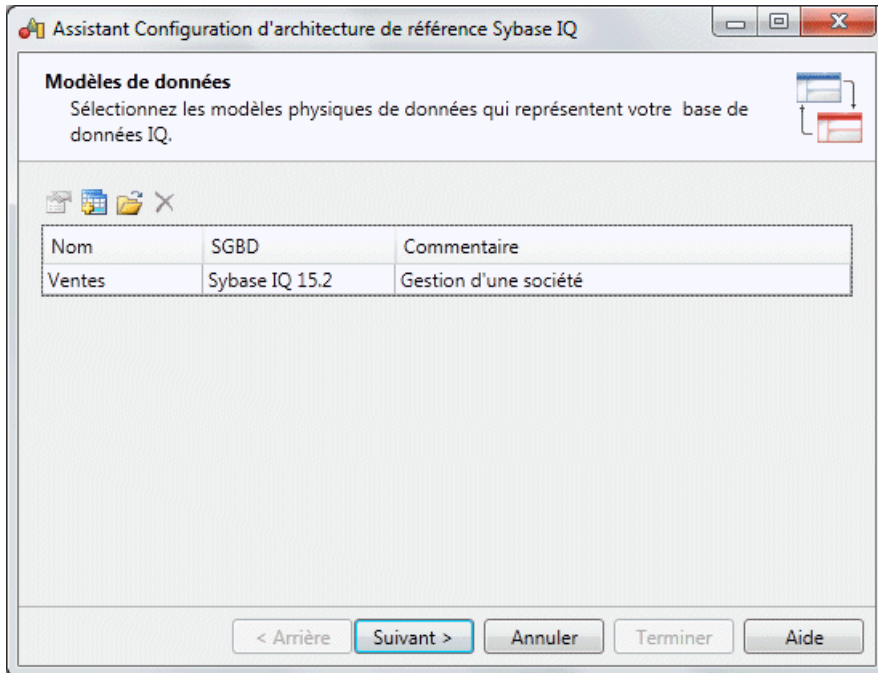 Assistant Configuration d'architecture de référence Sybase IQ
Modèles de données
Sélectionnez les modèles physiques de données qui représentent votre base de
données IQ.
Nom SGBD Commentaire
Ventes Sybase IQ 15.2 Gestion d'une société
< Arrière Suivant > Annuler Terminer Aide